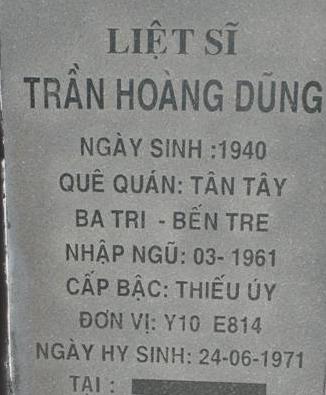 LIỆT SĨ
TRẦN HOÀNG DŨNG
NGÀY SINH :1940
QUÊ QUÁN: TÂN TÂY
BA TRI - BẾN TRE
NHẬP NGŨ: 03- 1961
CẤP BẬC: THIẾU ÚY
ĐƠN VỊ: Y10 E814
NGÀY HY SINH: 24-06-1971
TẠI :